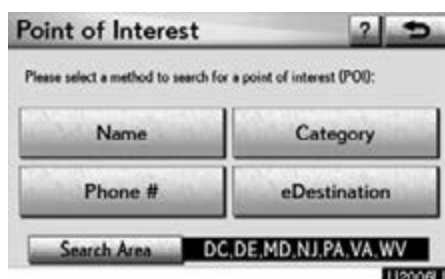 Point of Interest ?
Please select a method to search for a point of interest (POI):
Name Category
Phone # eDestination
Search Area DC,DE,MD,NJ,PA,VA,WV